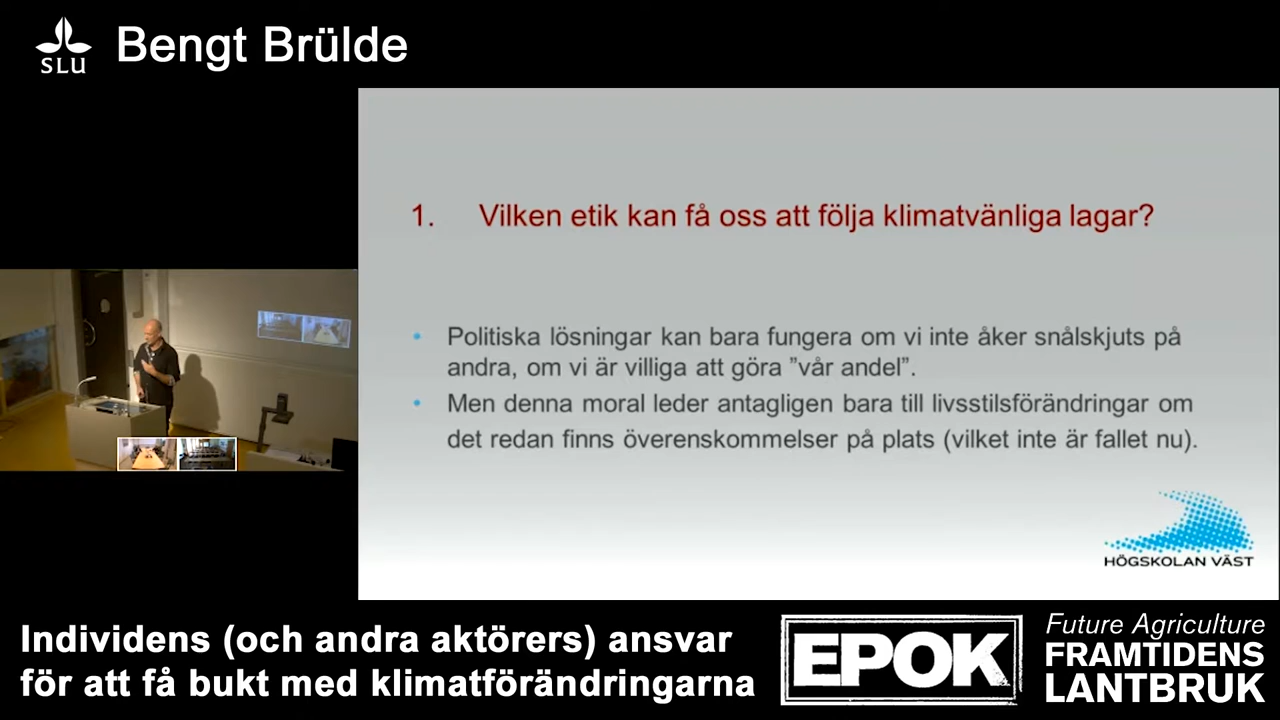 SLU
Bengt Brülde
1. Vilken etik kan få oss att följa klimatvänliga lagar?
• Politiska lösningar kan bara fungera om vi inte åker snålskjuts på
andra, om vi är villiga att göra ”vår andel”.
• Men denna moral leder antagligen bara till livsstilsförändringar om
det redan finns överenskommelser på plats (vilket inte är fallet nu).
HÖGSKOLAN VÄST
Individens (och andra aktörers) ansvar
för att få bukt med klimatförändringarna
EPOK
Future Agriculture
FRAMTIDENS
LANTBRUK